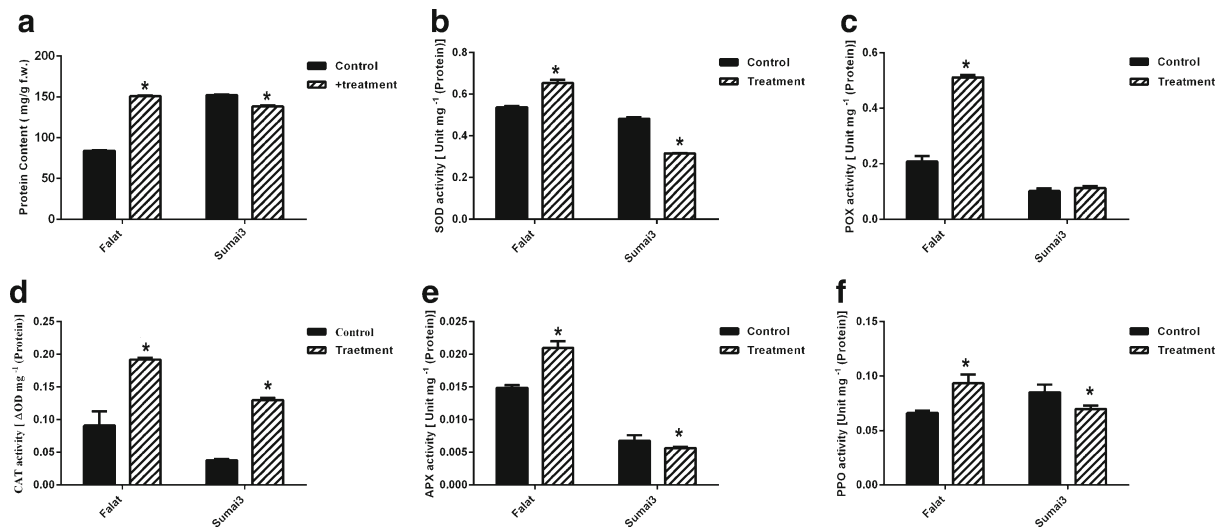 a
Protein Content ( mg/g f.w.)
200
150
100
50
0
*
*
Falat
Sumai3
Control
+treatment
b
SOD activity [ Unit mg -1 (Protein)]
0.8
0.6
0.4
0.2
0.0
*
*
Falat
Sumai3
Control
Treatment
c
POX activity [ Unit mg -1 (Protein)]
0.6
0.4
0.2
0.0
*
Falat
Sumai3
Control
Treatment
d
CAT activity [ ΔOD mg -1 (Protein)]
0.25
0.20
0.15
0.10
0.05
0.00
*
*
Falat
Sumai3
Control
Traetment
e
APX activity [ Unit mg -1 (Protein)]
0.025
0.020
0.015
0.010
0.005
0.000
*
*
Falat
Sumai3
Control
Treatment
f
PPO activity [Unit mg -1 (Protein)]
0.15
0.10
0.05
0.00
*
*
Falat
Sumai3
Control
Treatment